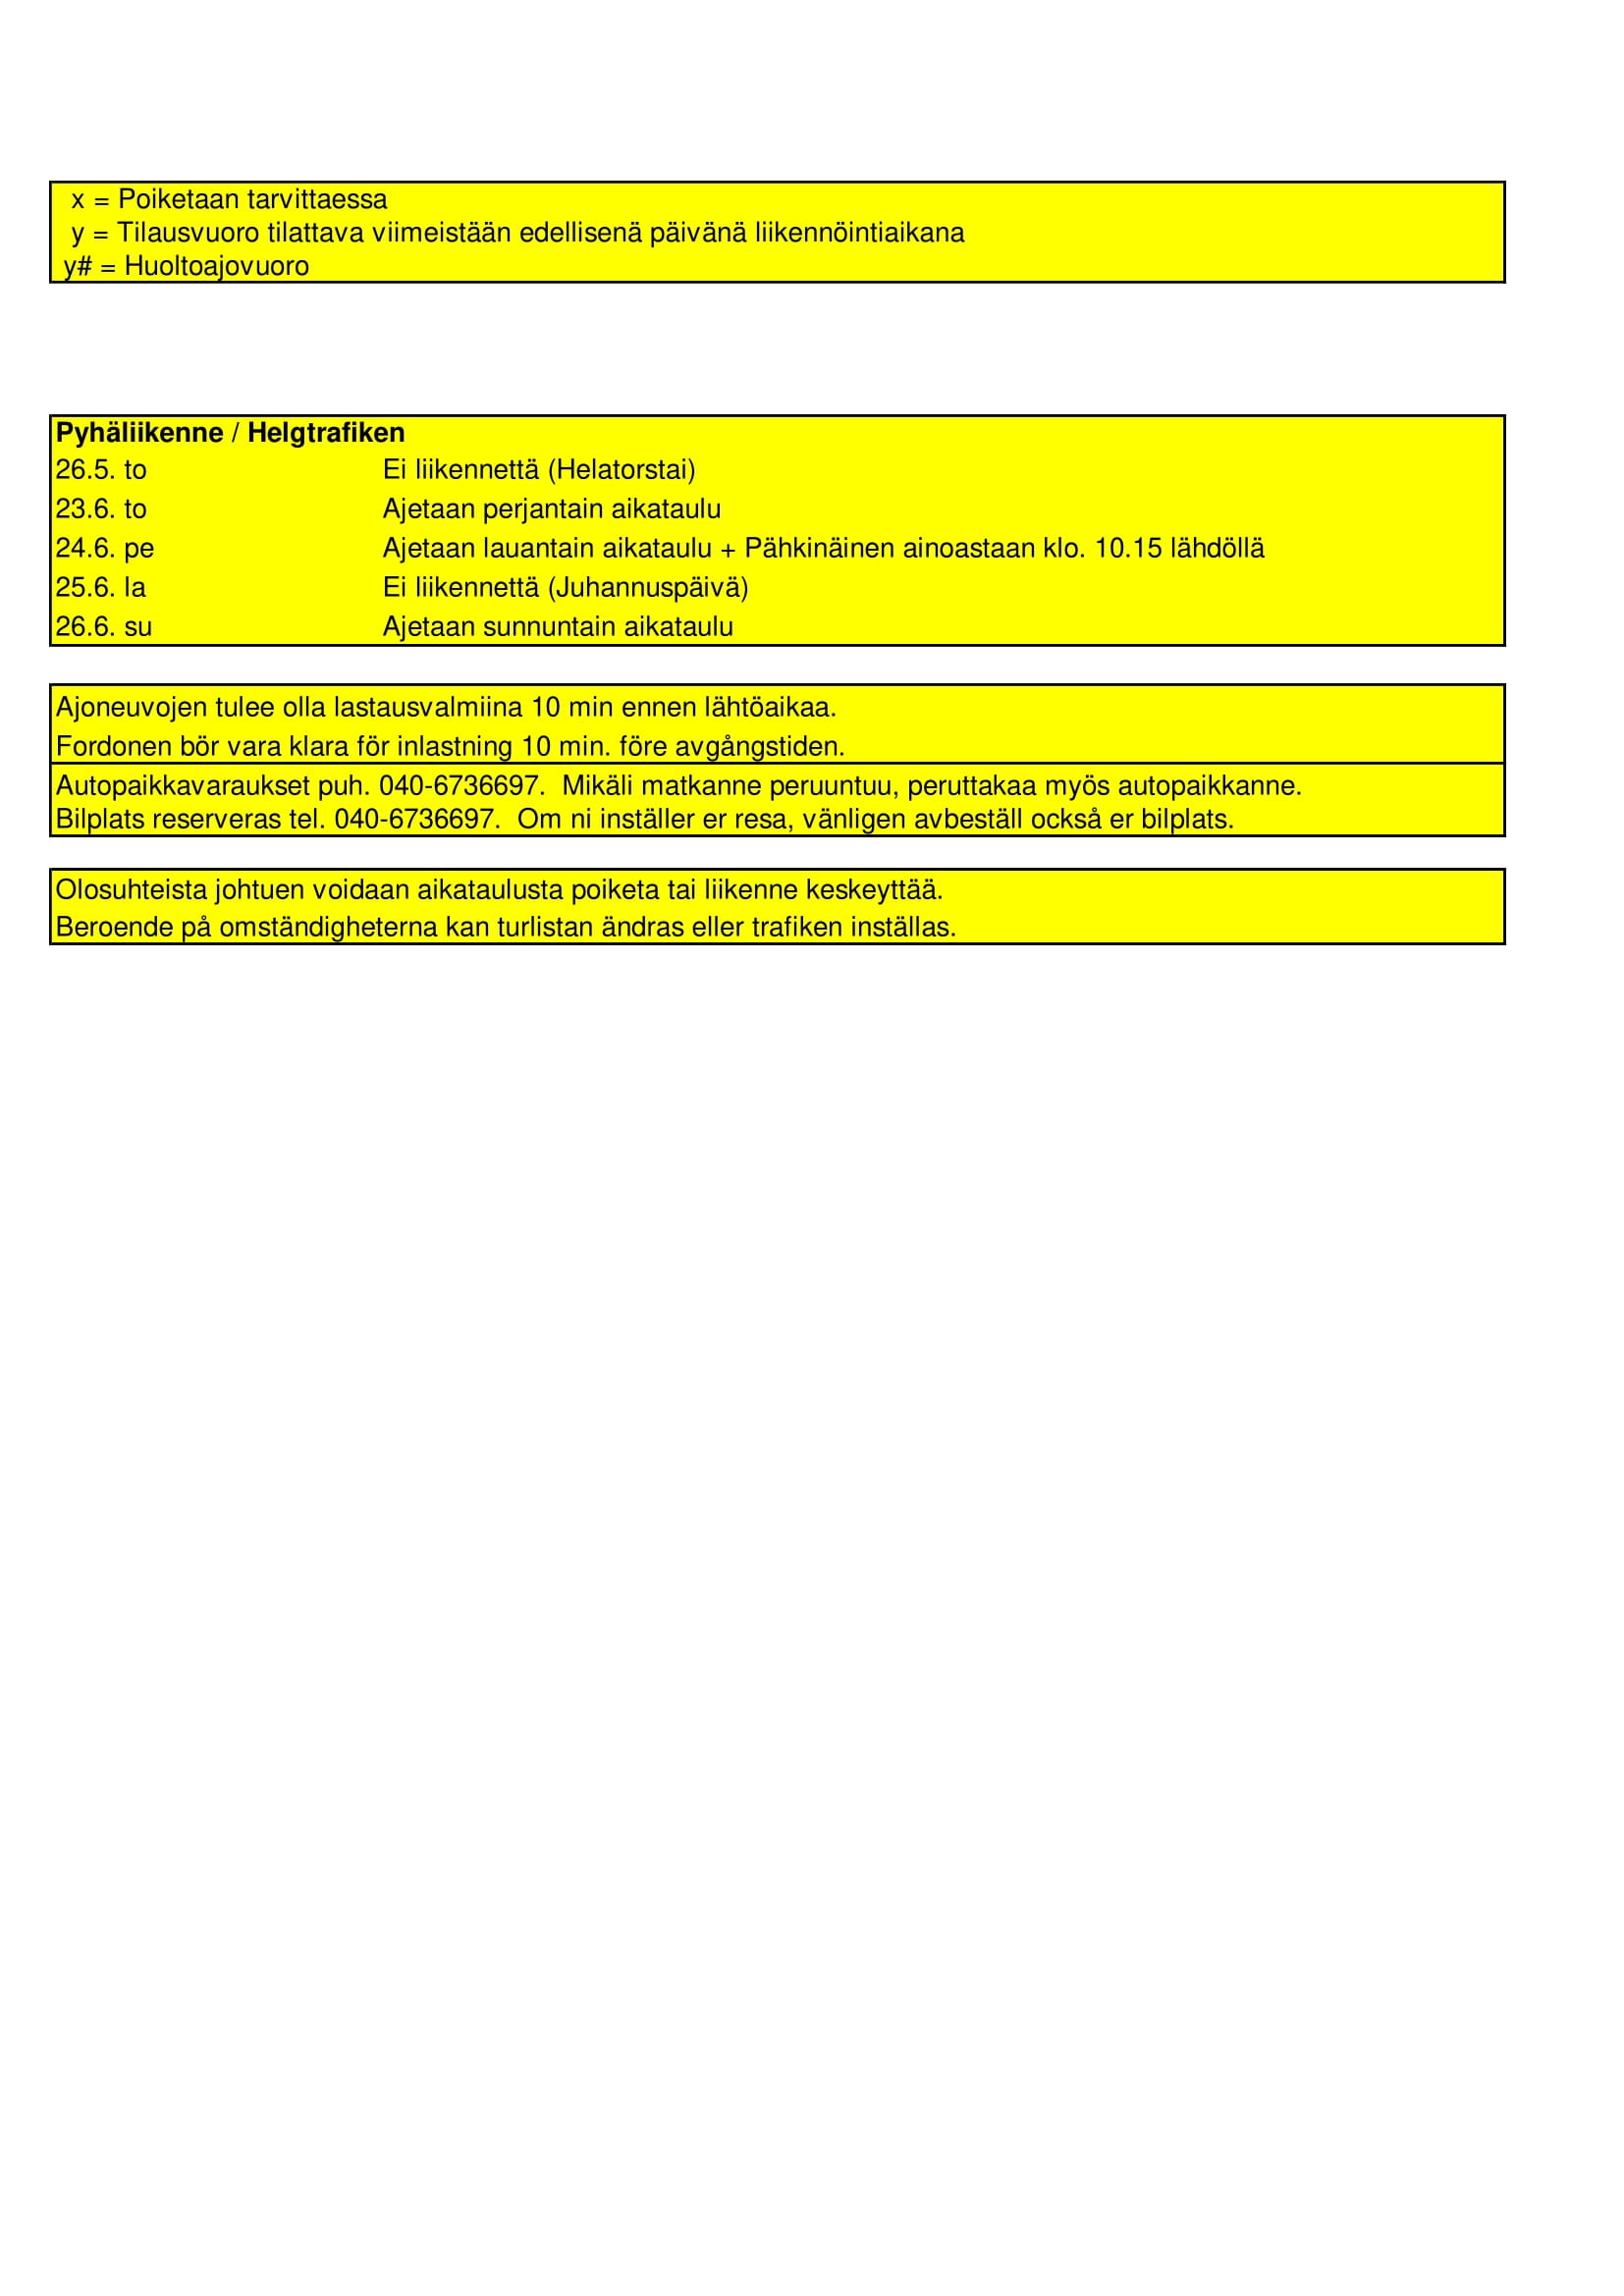 x = Poiketaan tarvittaessa
y = Tilausvuoro tilattava viimeistään edellisenä päivänä liikennöintiaikana
y# = Huoltoajovuoro
Pyhäliikenne / Helgtrafiken
26.5. to Ei liikennettä (Helatorstai)
23.6. to Ajetaan perjantain aikataulu
24.6. pe Ajetaan lauantain aikataulu + Pähkinäinen ainoastaan klo. 10.15 lähdöllä
25.6. la Ei liikennettä (Juhannuspäivä)
26.6. su Ajetaan sunnuntain aikataulu
Ajoneuvojen tulee olla lastausvalmiina 10 min ennen lähtöaikaa.
Fordonen bör vara klara för inlastning 10 min. före avgångstiden.
Autopaikkavaraukset puh. 040-6736697.  Mikäli matkanne peruuntuu, peruttakaa myös autopaikkanne.
Bilplats reserveras tel. 040-6736697.  Om ni inställer er resa, vänligen avbeställ också er bilplats.
Olosuhteista johtuen voidaan aikataulusta poiketa tai liikenne keskeyttää.
Beroende på omständigheterna kan turlistan ändras eller trafiken inställas.